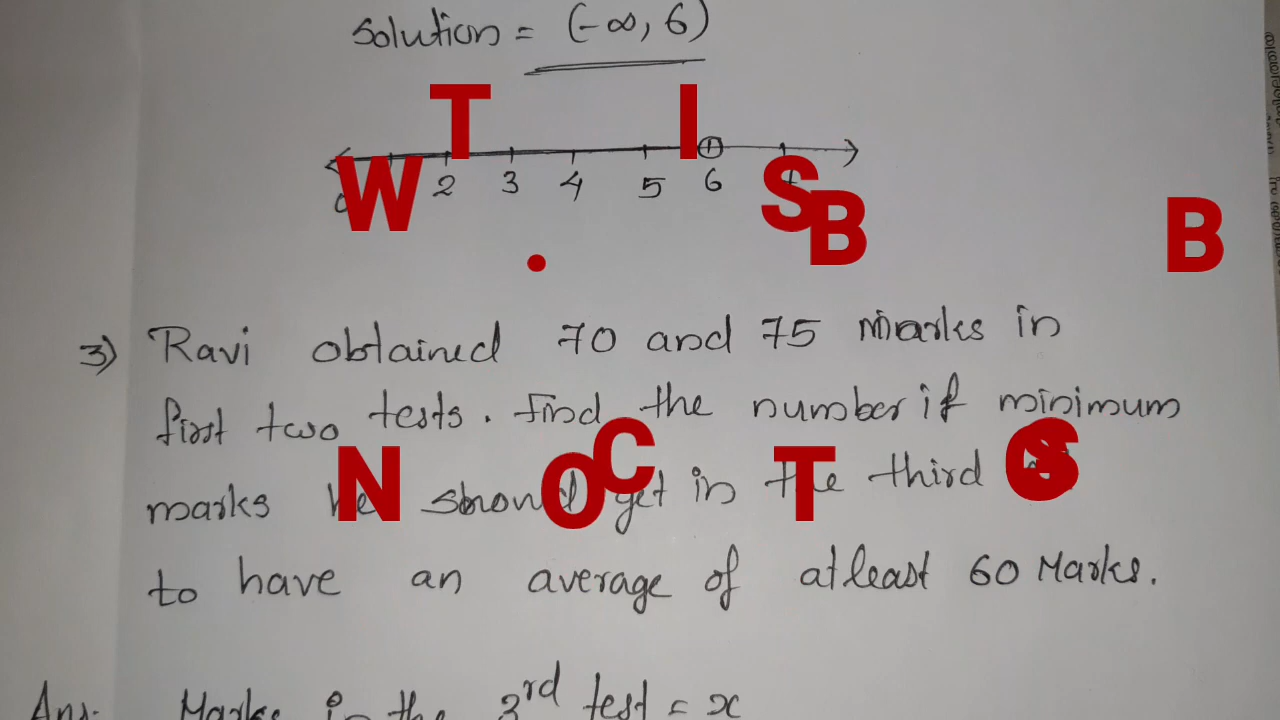 Solution = (-∞, 6)
T I
W S B B
2 3 4 5 6
.
3) Ravi obtained 70 and 75 marks in
first two tests. Find the number if minimum
marks he should get in the third
N O C T
to have an average of atleast 60 Marks.
Ans:- Marks in the 3rd test = x